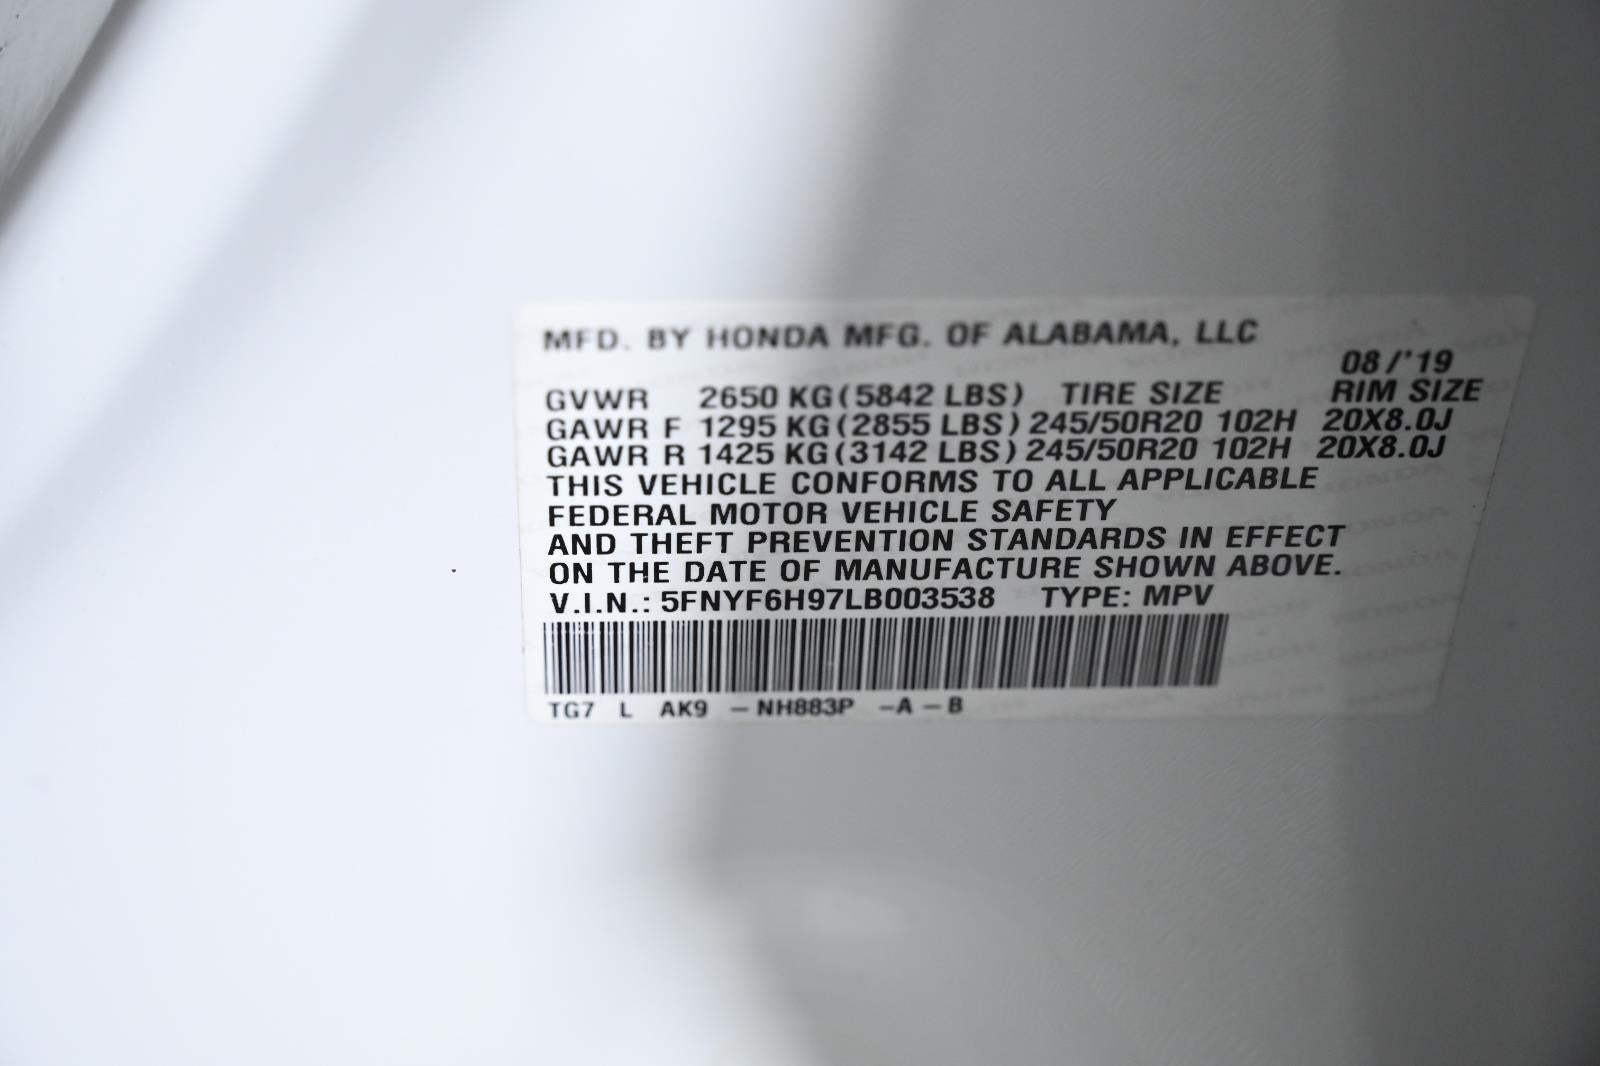 MFD. BY HONDA MFG. OF ALABAMA, LLC
08/'19
GVWR 2650 KG(5842 LBS) TIRE SIZE RIM SIZE
GAWR F 1295 KG(2855 LBS)245/50R20 102H 20X8.0J
GAWR R 1425 KG(3142 LBS)245/50R20 102H 20X8.0J
THIS VEHICLE CONFORMS TO ALL APPLICABLE
FEDERAL MOTOR VEHICLE SAFETY
AND THEFT PREVENTION STANDARDS IN EFFECT
ON THE DATE OF MANUFACTURE SHOWN ABOVE.
V.I.N.: 5FNYF6H97LB003538 TYPE: MPV
TG7 L AK9 -NH883P -A-B